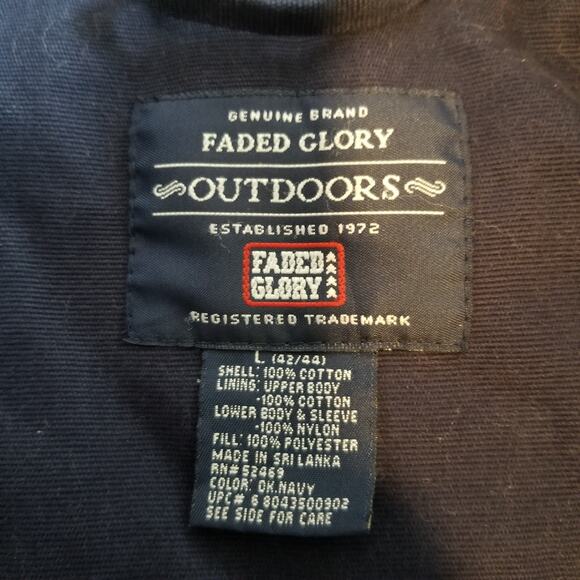 GENUINE BRAND
FADED GLORY
OUTDOORS
ESTABLISHED 1972
FADED
GLORY
REGISTERED TRADEMARK
L (42/44)
SHELL: 100% COTTON
LINING: UPPER BODY
-100% COTTON
LOWER BODY & SLEEVE
-100% NYLON
FILL: 100% POLYESTER
MADE IN SRI LANKA
RN# 52469
COLOR: DK.NAVY
UPC# 6 8043500902
SEE SIDE FOR CARE